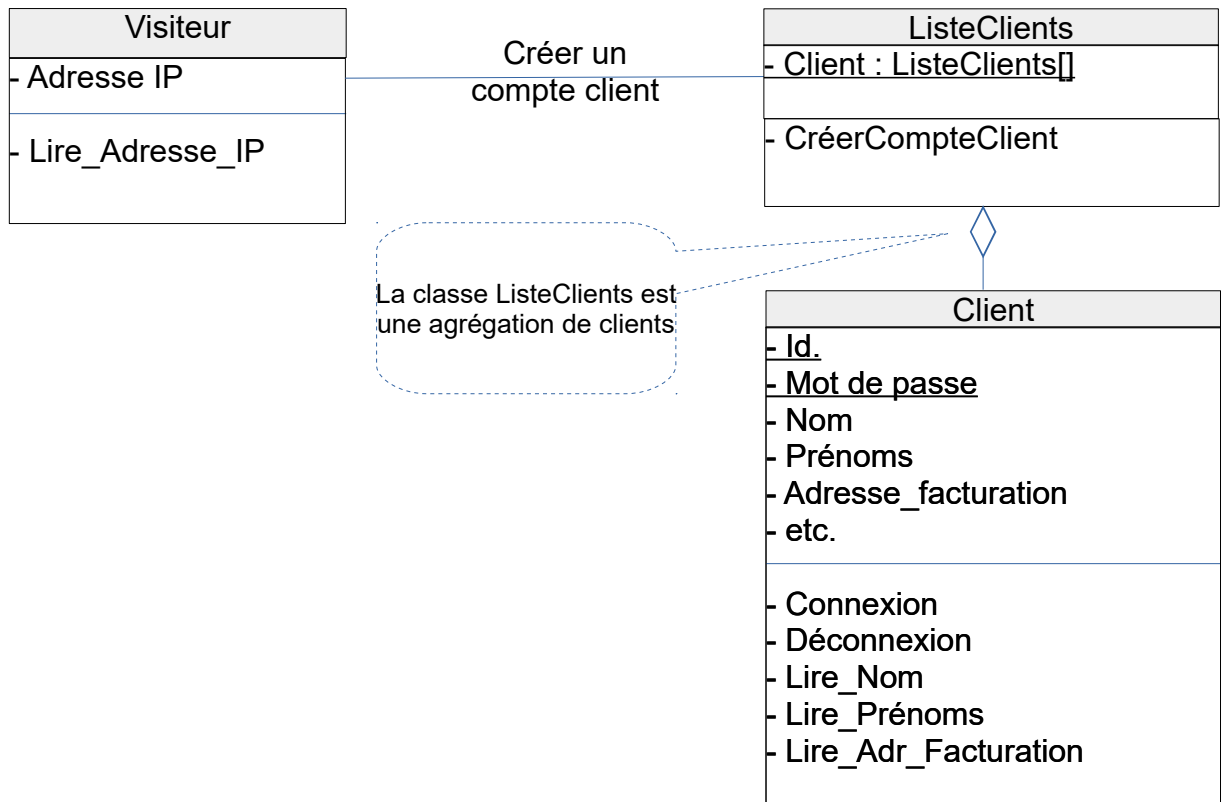 Visiteur
- Adresse IP
- Lire_Adresse_IP
Créer un
compte client
ListeClients
- Client : ListeClients[]
- CréerCompteClient
La classe ListeClients est
une agrégation de clients
Client
- Id.
- Mot de passe
- Nom
- Prénoms
- Adresse_facturation
- etc.
- Connexion
- Déconnexion
- Lire_Nom
- Lire_Prénoms
- Lire_Adr_Facturation